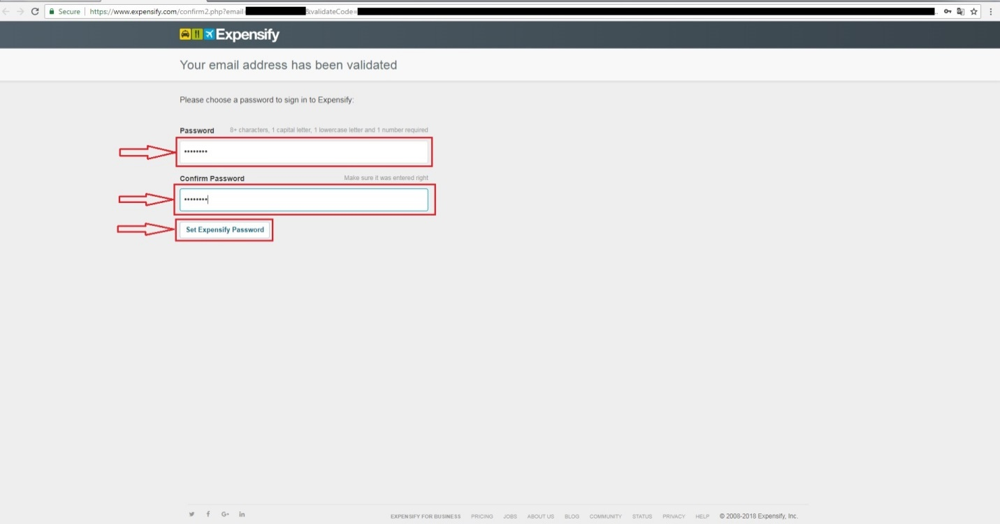 Secure https://www.expensify.com/confirm2.php?email= &validateCode=
Expensify
Your email address has been validated
Please choose a password to sign in to Expensify:
Password 8+ characters, 1 capital letter, 1 lowercase letter and 1 number required
••••••••
Confirm Password Make sure it was entered right
••••••••
Set Expensify Password
EXPENSIFY FOR BUSINESS PRICING JOBS ABOUT US BLOG COMMUNITY STATUS PRIVACY HELP © 2008-2018 Expensify, Inc.